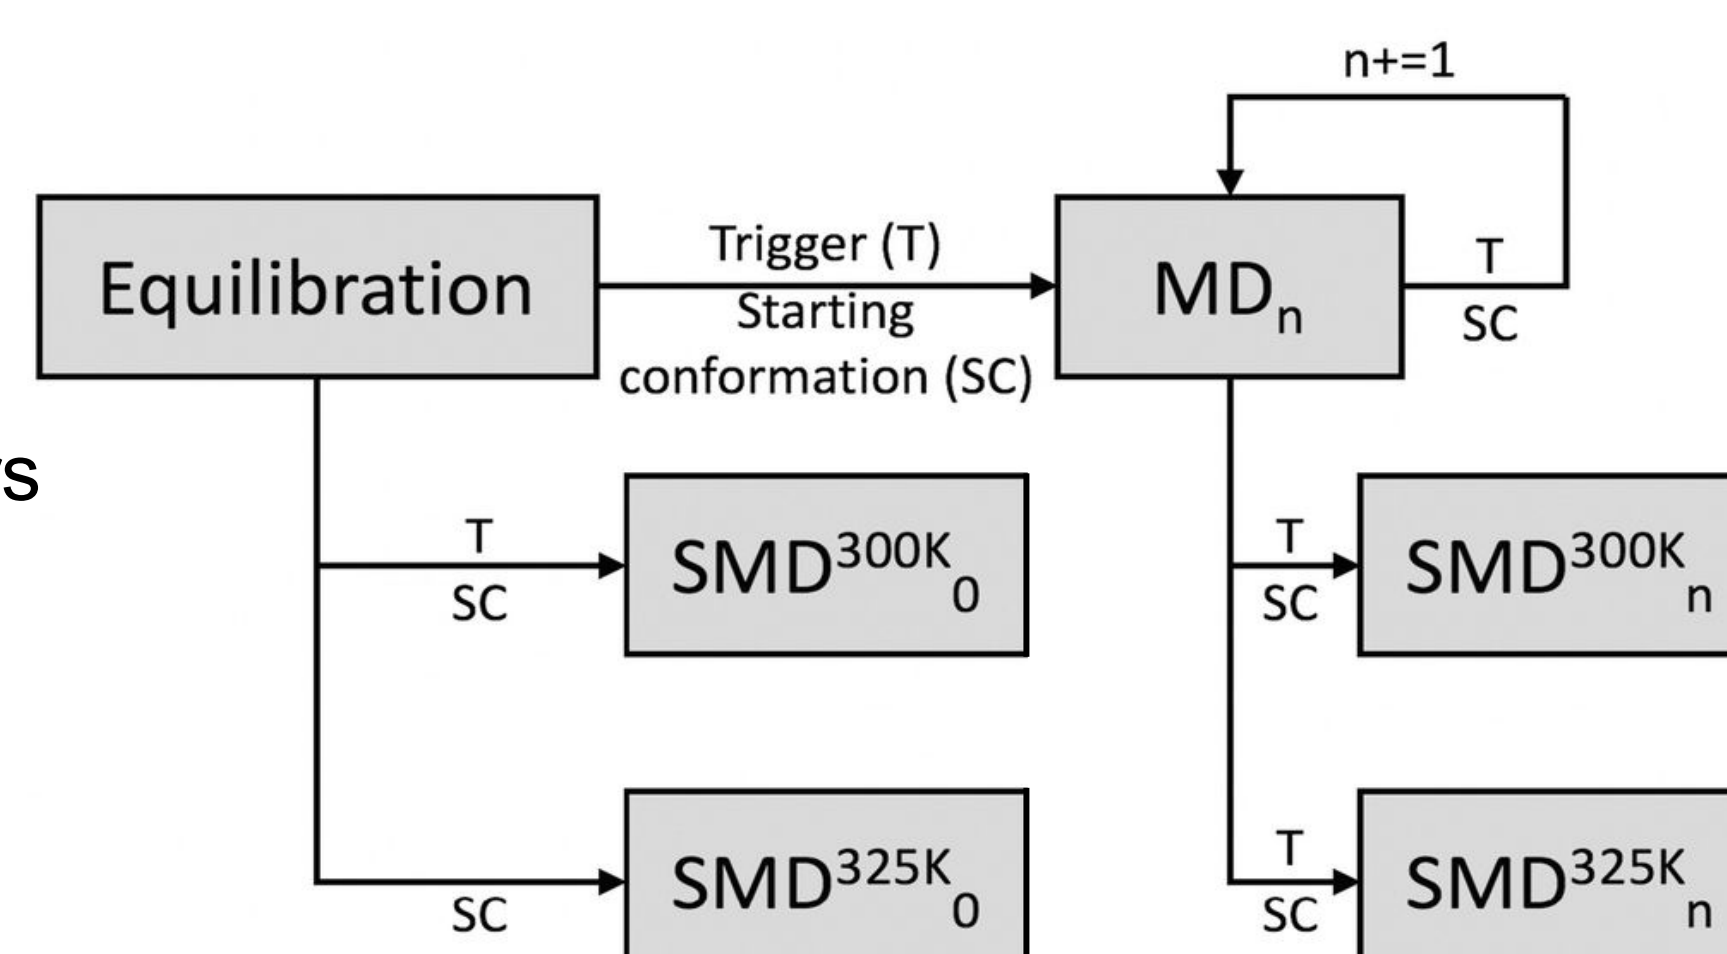 n+=1
Equilibration
Trigger (T)
Starting
conformation (SC)
MDn
T
SC
T
SC
SMD300K0
T
SC
SMD300Kn
SC
SMD325K0
T
SC
SMD325Kn